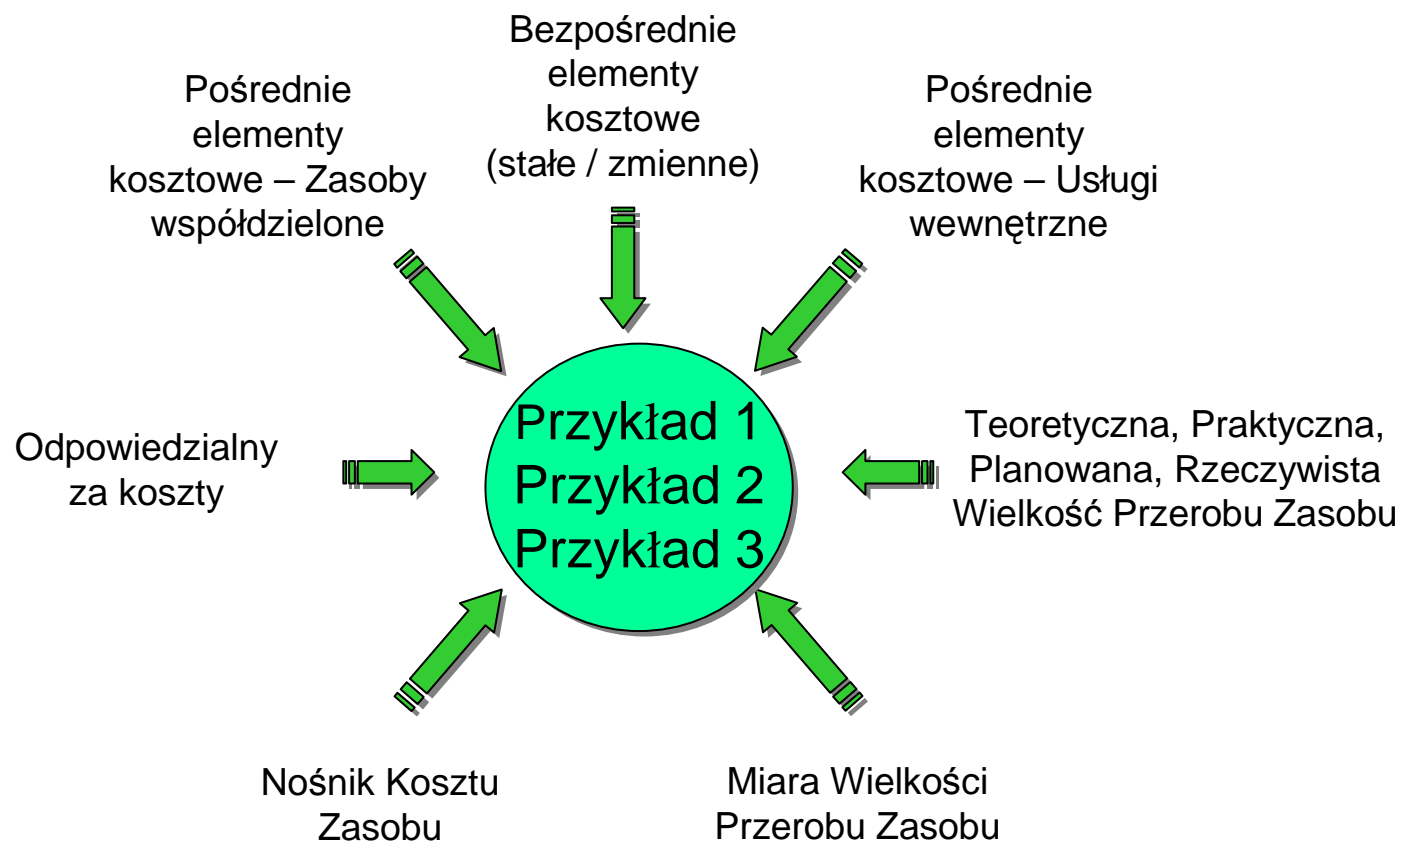 Bezpośrednie
elementy
kosztowe
(stałe / zmienne)
Pośrednie
elementy
kosztowe – Zasoby
współdzielone
Pośrednie
elementy
kosztowe – Usługi
wewnętrzne
Odpowiedzialny
za koszty
Przykład 1
Przykład 2
Przykład 3
Teoretyczna, Praktyczna,
Planowana, Rzeczywista
Wielkość Przerobu Zasobu
Nośnik Kosztu
Zasobu
Miara Wielkości
Przerobu Zasobu